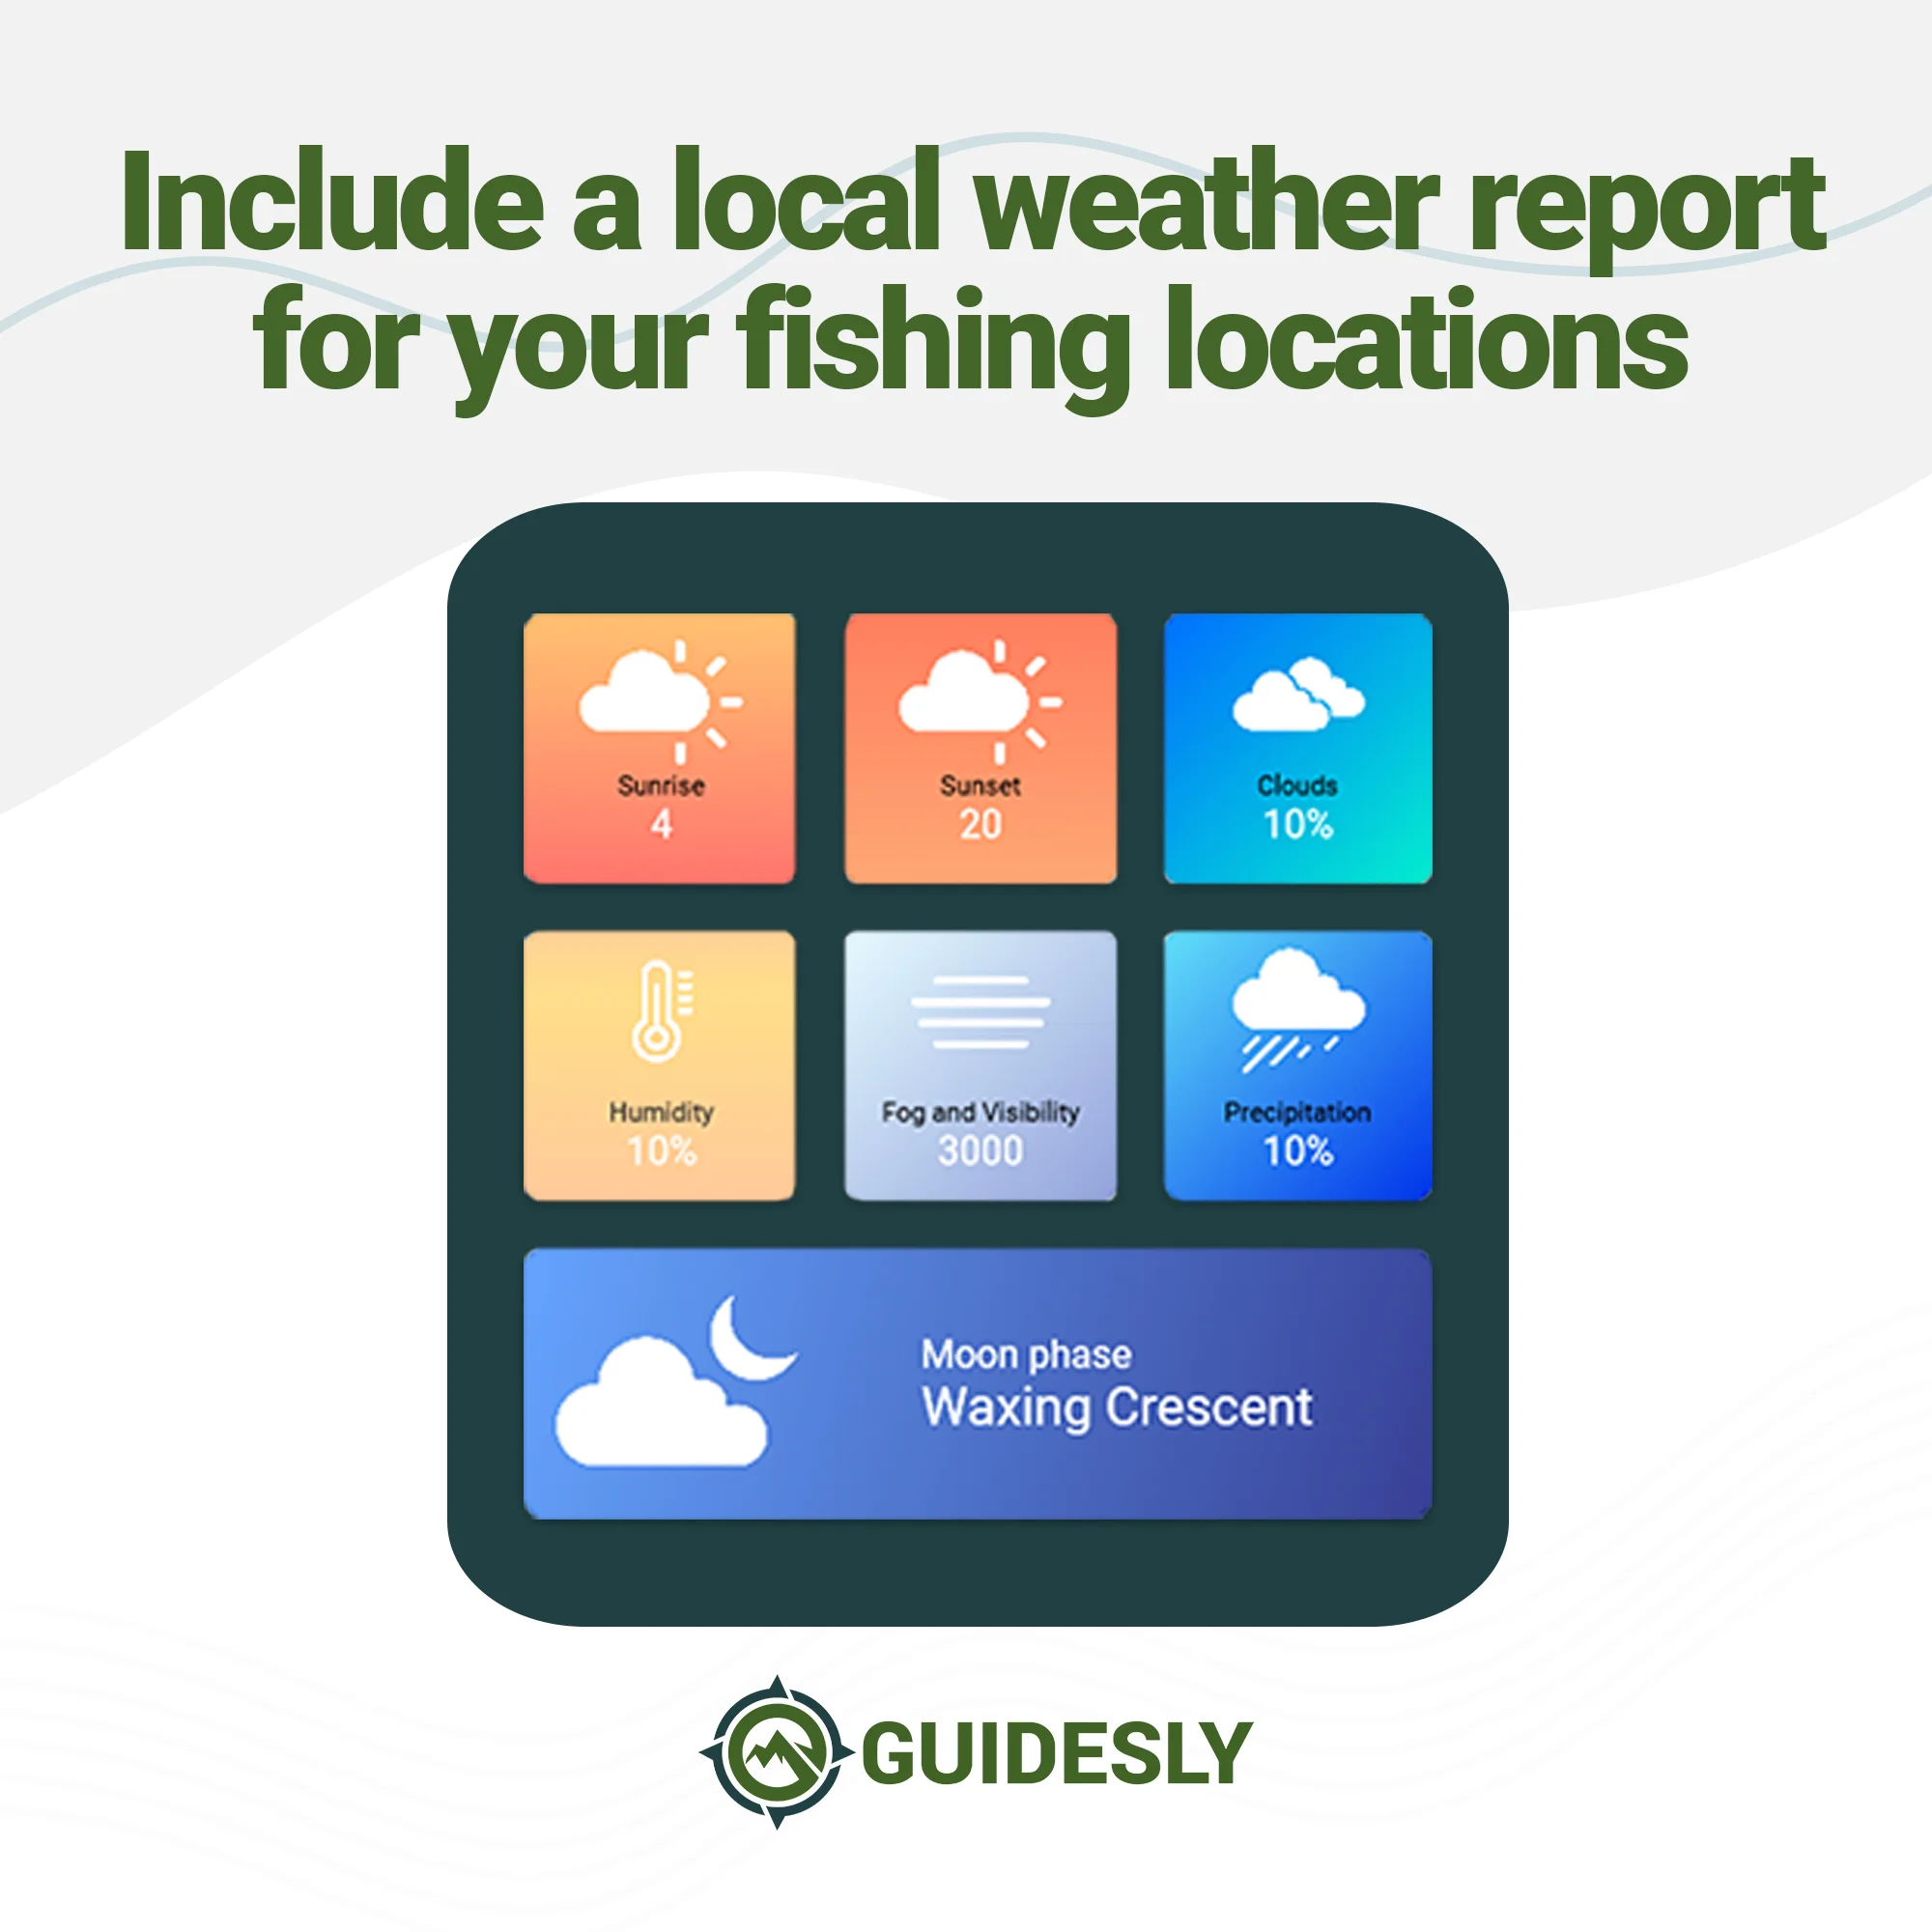 Include a local weather report
for your fishing locations
Sunrise
4
Sunset
20
Clouds
10%
Humidity
10%
Fog and Visibility
3000
Precipitation
10%
Moon phase
Waxing Crescent
GUIDESLY